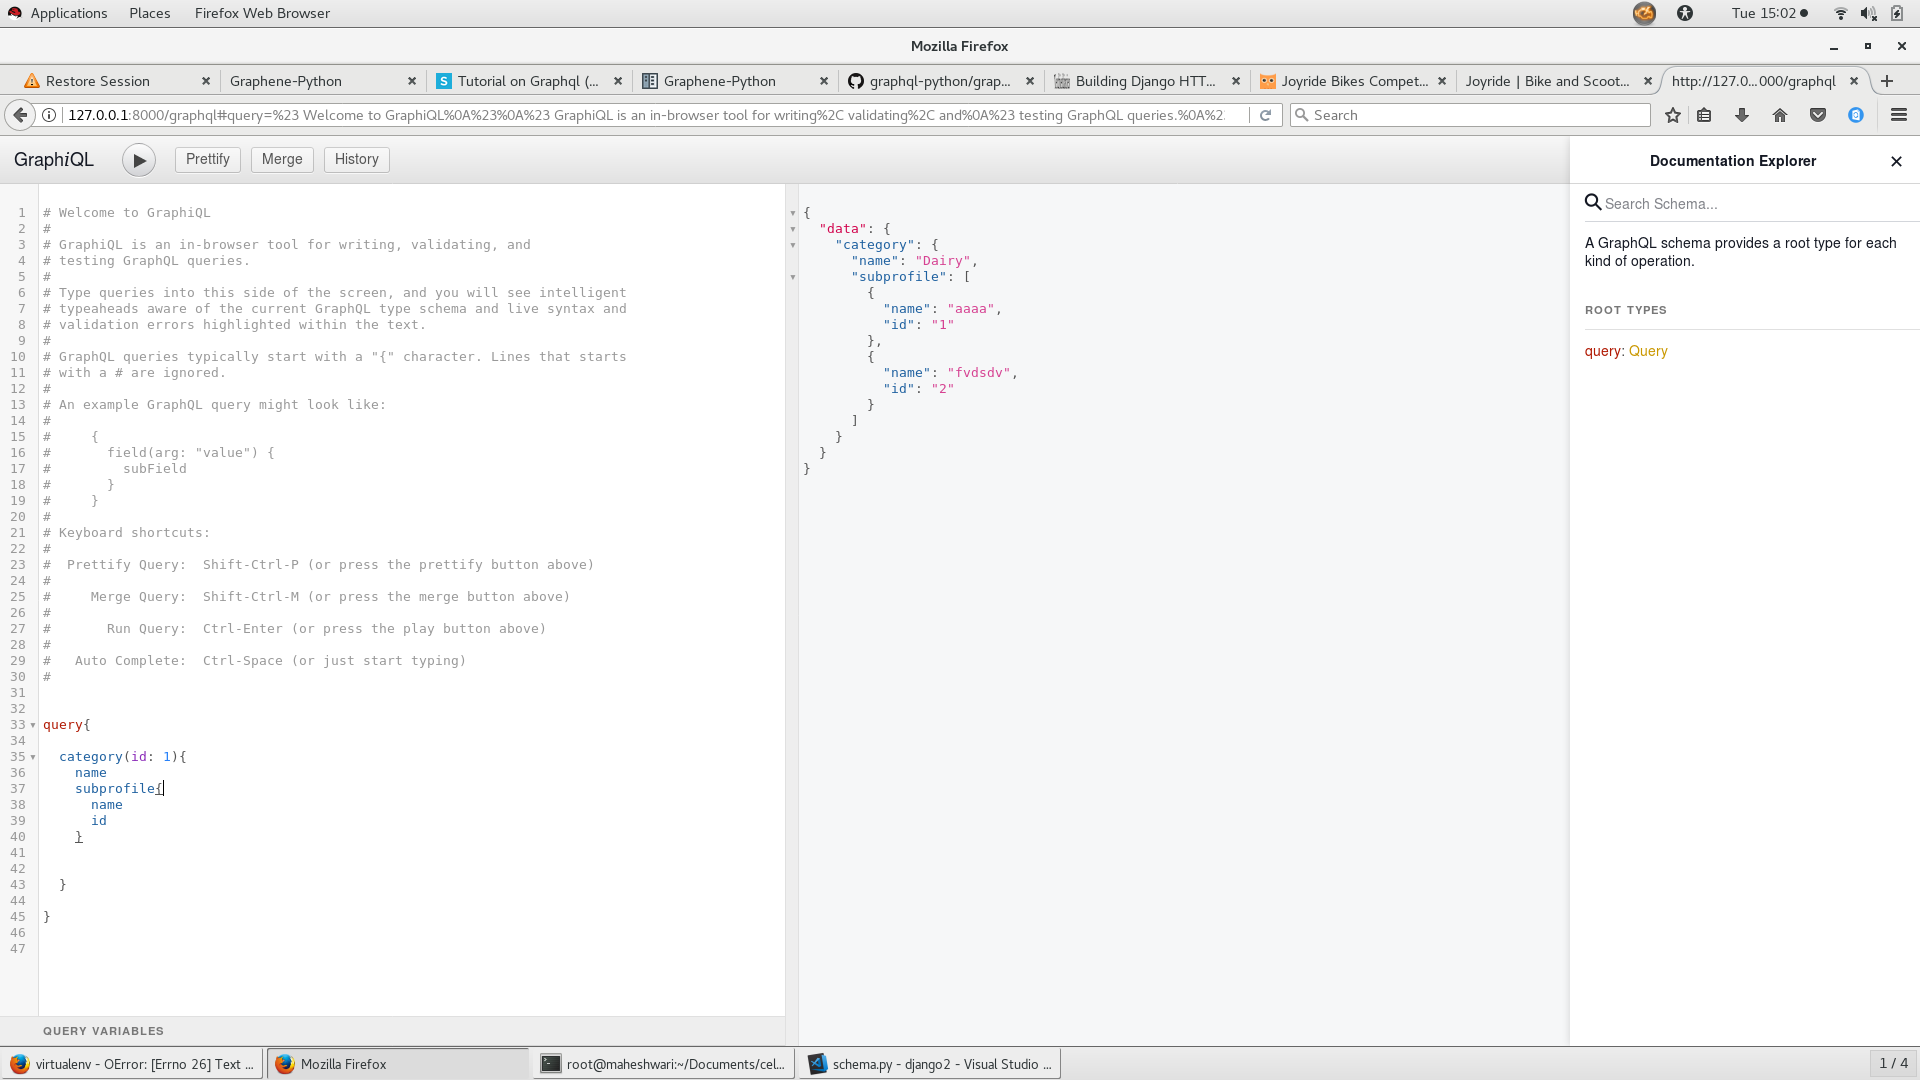 Applications Places Firefox Web Browser Tue 15:02
Mozilla Firefox
Restore Session Graphene-Python Tutorial on Graphql (... Graphene-Python graphql-python/grap... Building Django HTT... Joyride Bikes Compet... Joyride | Bike and Scoot... http://127.0...000/graphql
127.0.0.1:8000/graphql#query=%23 Welcome to GraphiQL%0A%23%0A%23 GraphiQL is an in-browser tool for writing%2C validating%2C and%0A%23 testing GraphQL queries.%0A%2: Search
GraphiQL Prettify Merge History
1 # Welcome to GraphiQL
2 #
3 # GraphiQL is an in-browser tool for writing, validating, and
4 # testing GraphQL queries.
5 #
6 # Type queries into this side of the screen, and you will see intelligent
7 # typeaheads aware of the current GraphQL type schema and live syntax and
8 # validation errors highlighted within the text.
9 #
10 # GraphQL queries typically start with a "{" character. Lines that starts
11 # with a # are ignored.
12 #
13 # An example GraphQL query might look like:
14 #
15 #     {
16 #       field(arg: "value") {
17 #         subField
18 #       }
19 #     }
20 #
21 # Keyboard shortcuts:
22 #
23 #  Prettify Query:  Shift-Ctrl-P (or press the prettify button above)
24 #
25 #     Merge Query:  Shift-Ctrl-M (or press the merge button above)
26 #
27 #       Run Query:  Ctrl-Enter (or press the play button above)
28 #
29 #   Auto Complete:  Ctrl-Space (or just start typing)
30 #
31
32
33 query{
34
35   category(id: 1){
36     name
37     subprofile{
38       name
39       id
40     }
41
42
43   }
44
45 }
46
47
QUERY VARIABLES
{
  "data": {
    "category": {
      "name": "Dairy",
      "subprofile": [
        {
          "name": "aaaa",
          "id": "1"
        },
        {
          "name": "fvdsdv",
          "id": "2"
        }
      ]
    }
  }
}
Documentation Explorer
Search Schema...
A GraphQL schema provides a root type for each
kind of operation.
ROOT TYPES
query: Query
virtualenv - OError: [Errno 26] Text ... Mozilla Firefox root@maheshwari:~/Documents/cel... schema.py - django2 - Visual Studio ... 1 / 4